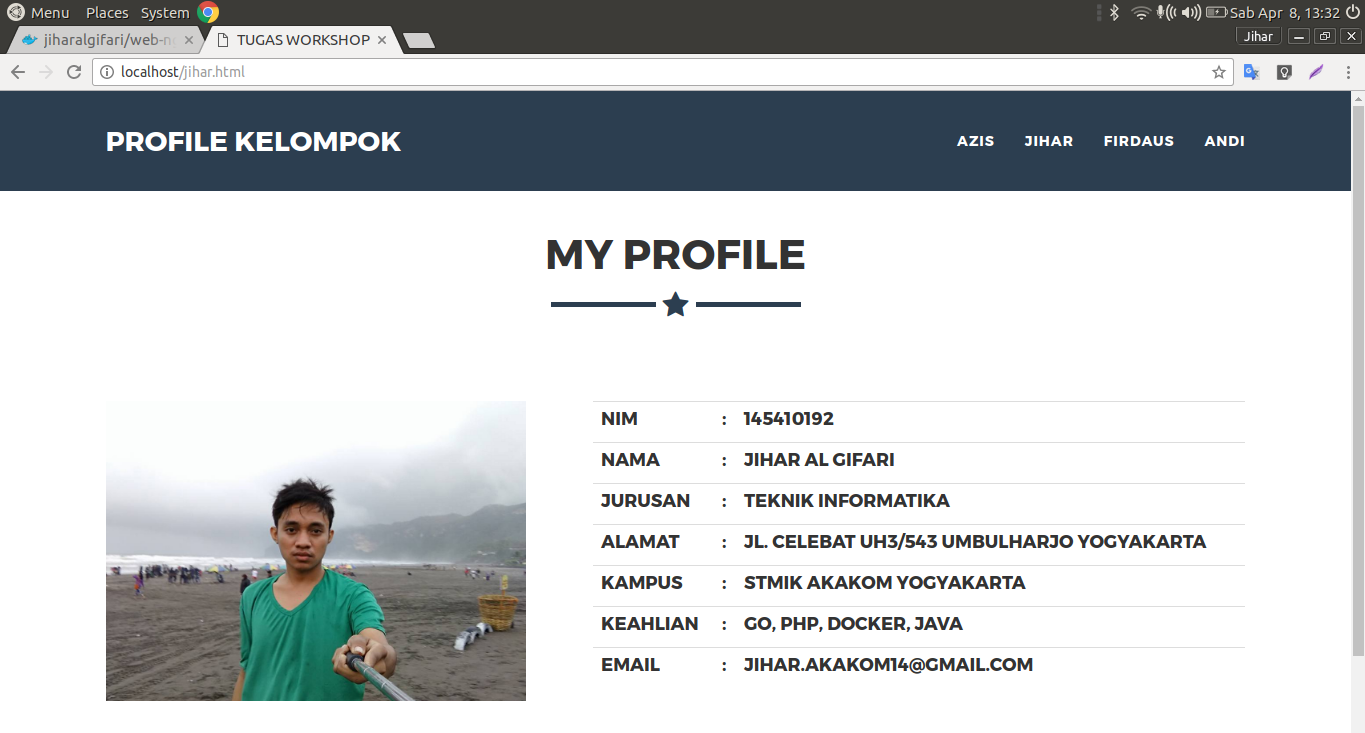 Menu Places System Sab Apr 8, 13:32
jiharalgifari/web-n TUGAS WORKSHOP Jihar
localhost/jihar.html
PROFILE KELOMPOK AZIS JIHAR FIRDAUS ANDI
MY PROFILE
NIM : 145410192
NAMA : JIHAR AL GIFARI
JURUSAN : TEKNIK INFORMATIKA
ALAMAT : JL. CELEBAT UH3/543 UMBULHARJO YOGYAKARTA
KAMPUS : STMIK AKAKOM YOGYAKARTA
KEAHLIAN : GO, PHP, DOCKER, JAVA
EMAIL : JIHAR.AKAKOM14@GMAIL.COM